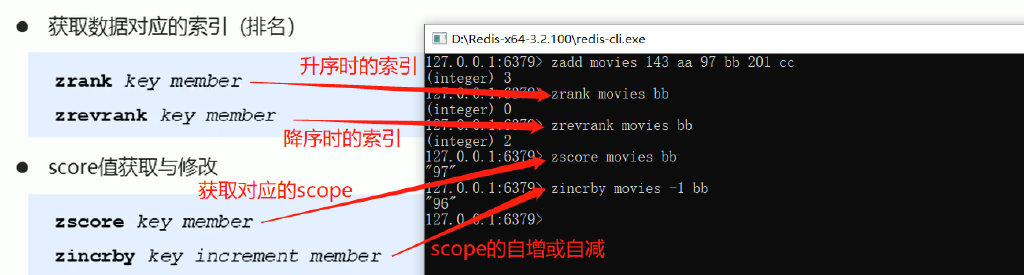 ● 获取数据对应的索引（排名）
zrank key member
zrevrank key member
升序时的索引
降序时的索引
● score值获取与修改
获取对应的scope
zscore key member
zincrby key increment member
D:\Redis-x64-3.2.100\redis-cli.exe
127.0.0.1:6379> zadd movies 143 aa 97 bb 201 cc
(integer) 3
127.0.0.1:6379> zrank movies bb
(integer) 0
127.0.0.1:6379> zrevrank movies bb
(integer) 2
127.0.0.1:6379> zscore movies bb
"97"
127.0.0.1:6379> zincrby movies -1 bb
"96"
127.0.0.1:6379>
scope的自增或自减